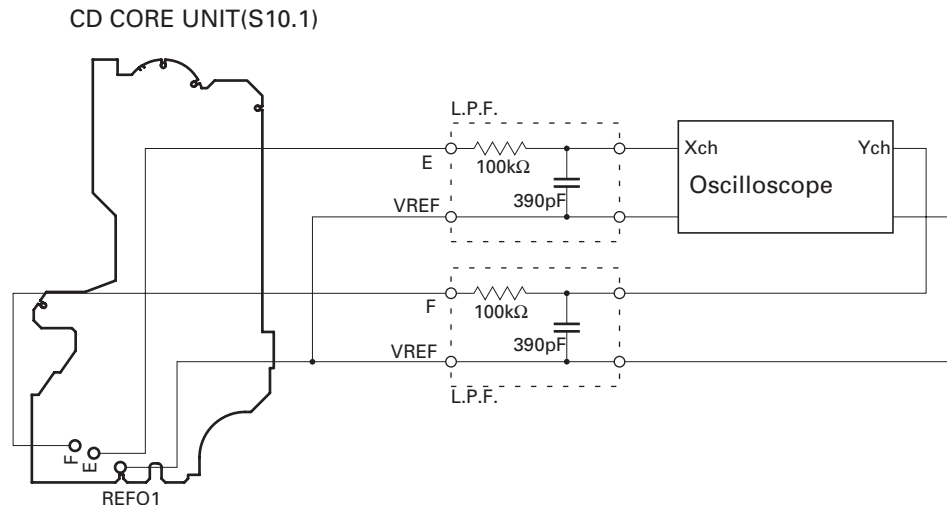 CD CORE UNIT(S10.1)
L.P.F.
E
100kΩ
390pF
VREF
Xch
Ych
Oscilloscope
F
100kΩ
390pF
VREF
L.P.F.
F
E
REFO1